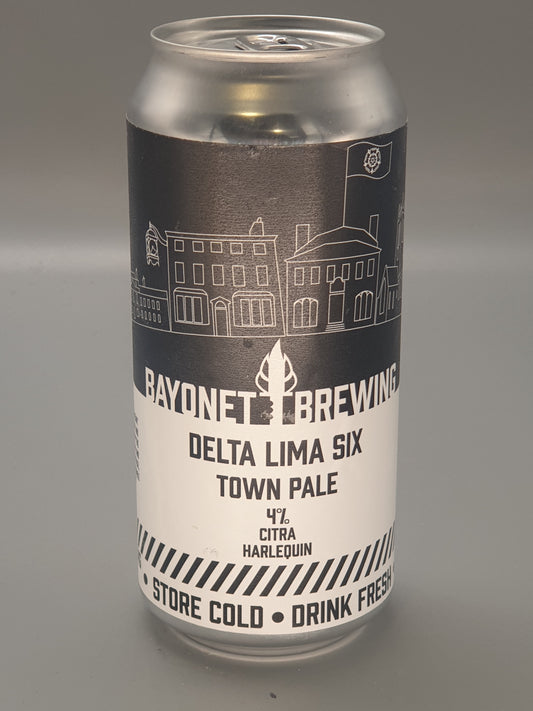 BAYONET BREWING
DELTA LIMA SIX
TOWN PALE
4%
CITRA
HARLEQUIN
• STORE COLD • DRINK FRESH